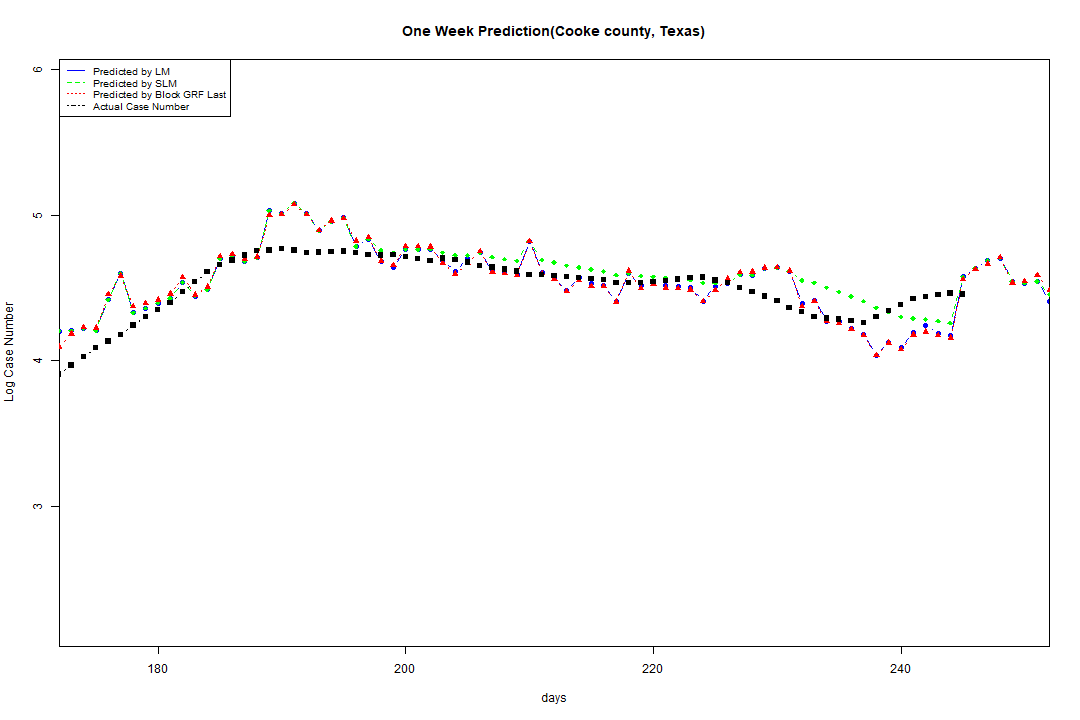 One Week Prediction(Cooke county, Texas)
Predicted by LM
Predicted by SLM
Predicted by Block GRF Last
Actual Case Number
6
5
4
3
Log Case Number
180 200 220 240
days